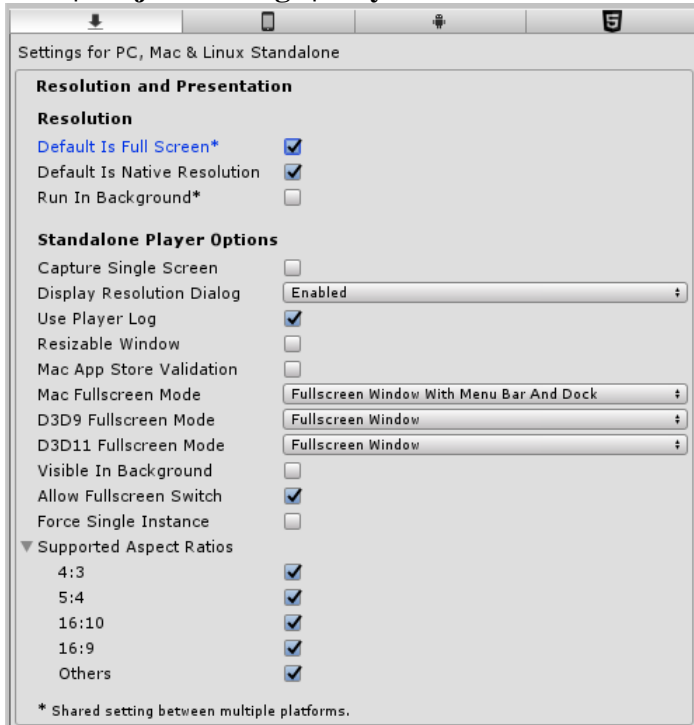 Settings for PC, Mac & Linux Standalone
Resolution and Presentation
Resolution
Default Is Full Screen*
Default Is Native Resolution
Run In Background*
Standalone Player Options
Capture Single Screen
Display Resolution Dialog Enabled
Use Player Log
Resizable Window
Mac App Store Validation
Mac Fullscreen Mode Fullscreen Window With Menu Bar And Dock
D3D9 Fullscreen Mode Fullscreen Window
D3D11 Fullscreen Mode Fullscreen Window
Visible In Background
Allow Fullscreen Switch
Force Single Instance
Supported Aspect Ratios
4:3
5:4
16:10
16:9
Others
* Shared setting between multiple platforms.